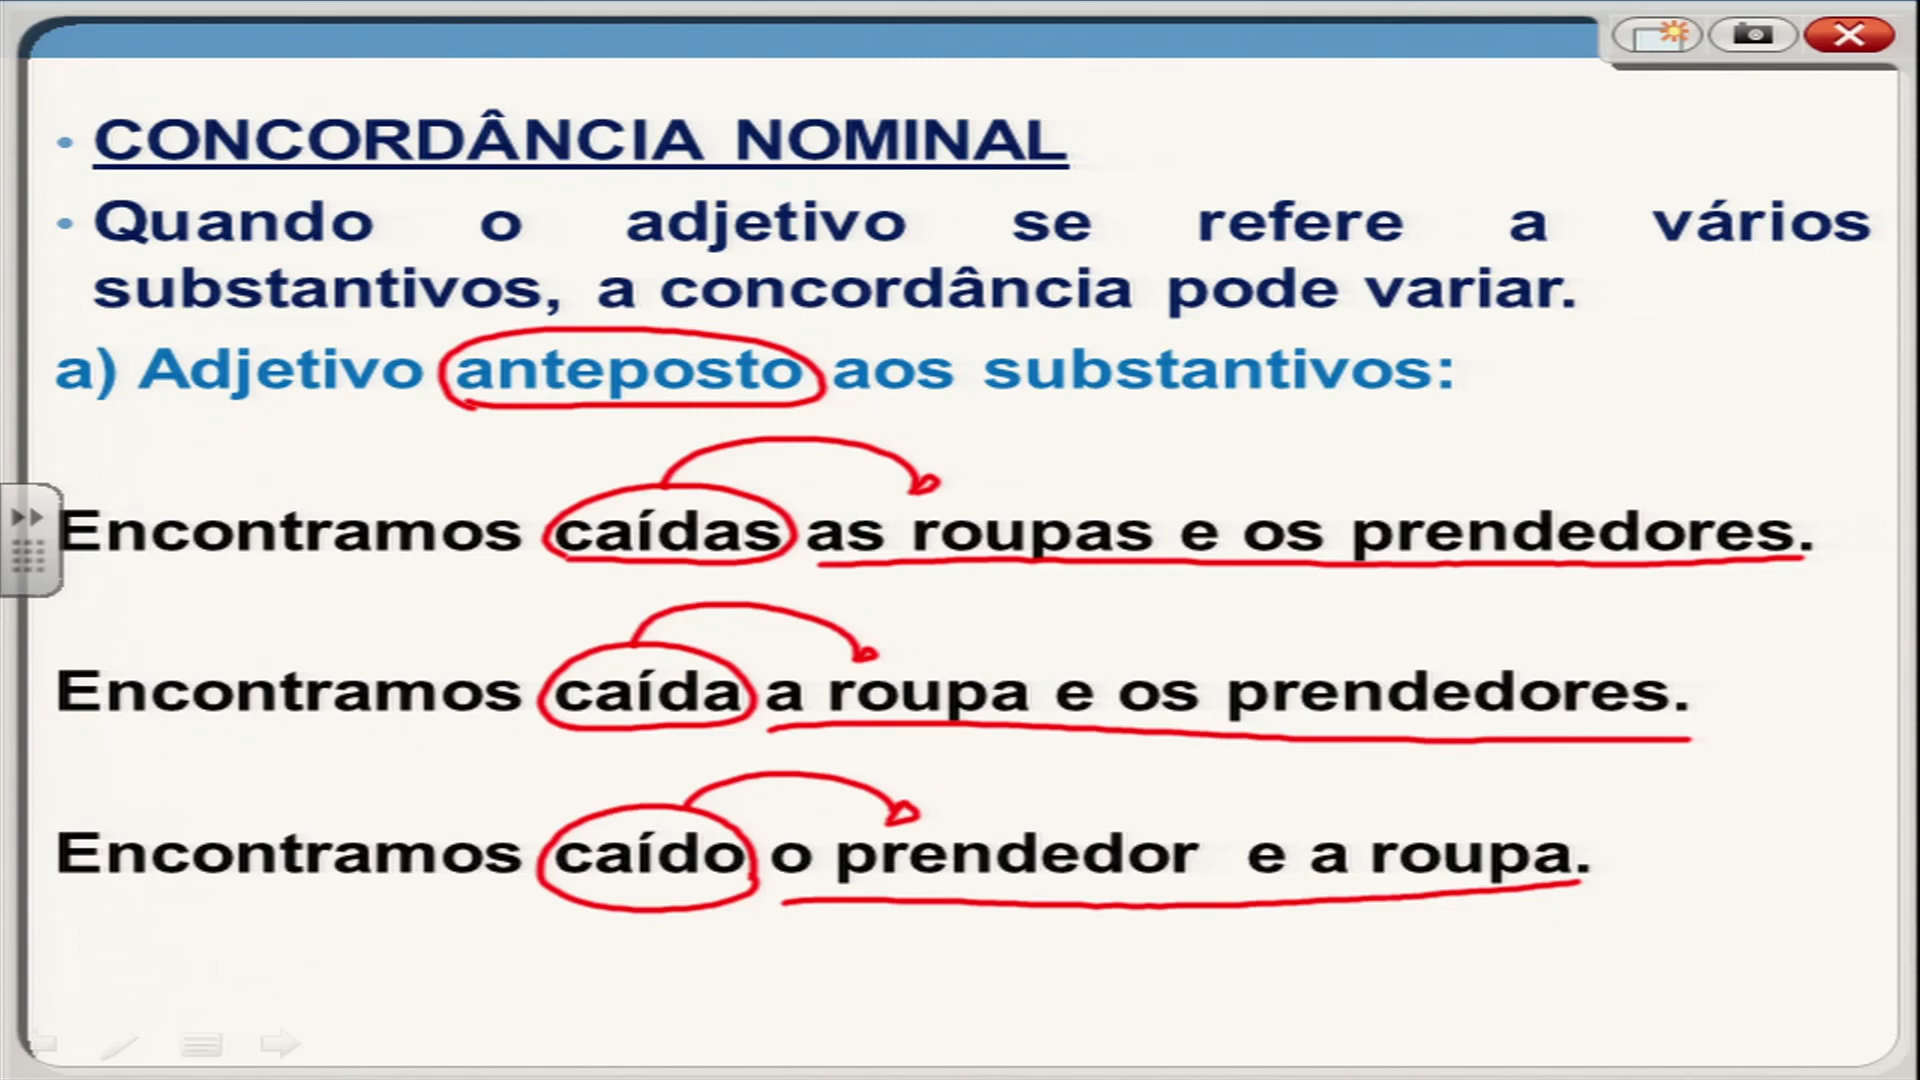 • CONCORDÂNCIA NOMINAL
• Quando o adjetivo se refere a vários
substantivos, a concordância pode variar.
a) Adjetivo anteposto aos substantivos:
Encontramos caídas as roupas e os prendedores.
Encontramos caída a roupa e os prendedores.
Encontramos caído o prendedor e a roupa.